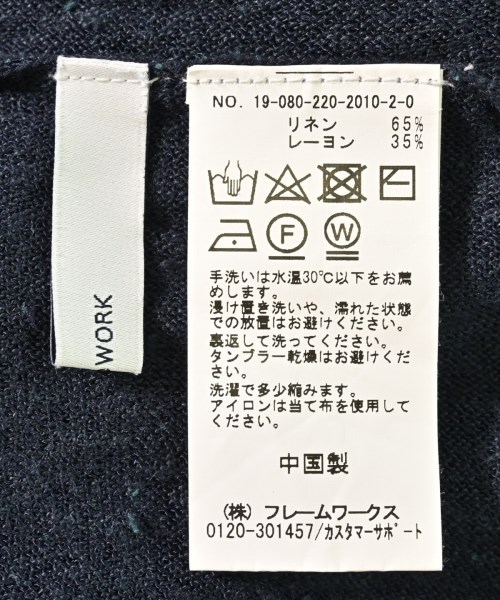 WORK
NO. 19-080-220-2010-2-0
リネン 65%
レーヨン 35%
F W
手洗いは水温30℃以下をお薦
めします。
浸け置き洗いや、濡れた状態
での放置はお避けください。
裏返して洗ってください。
タンブラー乾燥はお避けくだ
さい。
洗濯で多少縮みます。
アイロンは当て布を使用して
ください。
中国製
(株) フレームワークス
0120-301457/カスタマーサポート